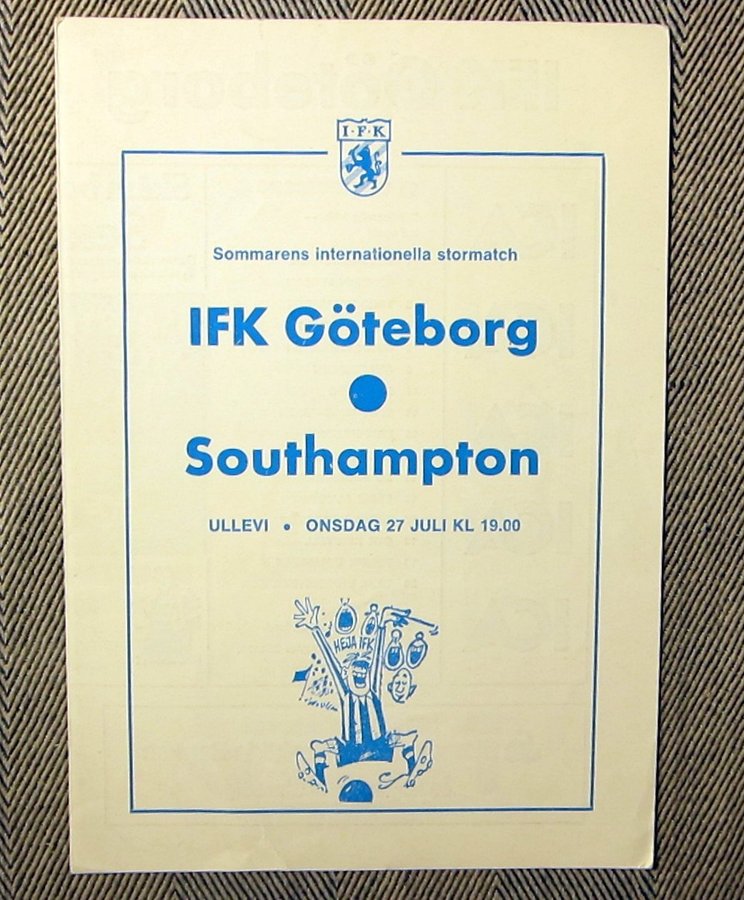 I·F·K
Sommarens internationella stormatch
IFK Göteborg
Southampton
ULLEVI • ONSDAG 27 JULI KL 19.00
HEJA IFK